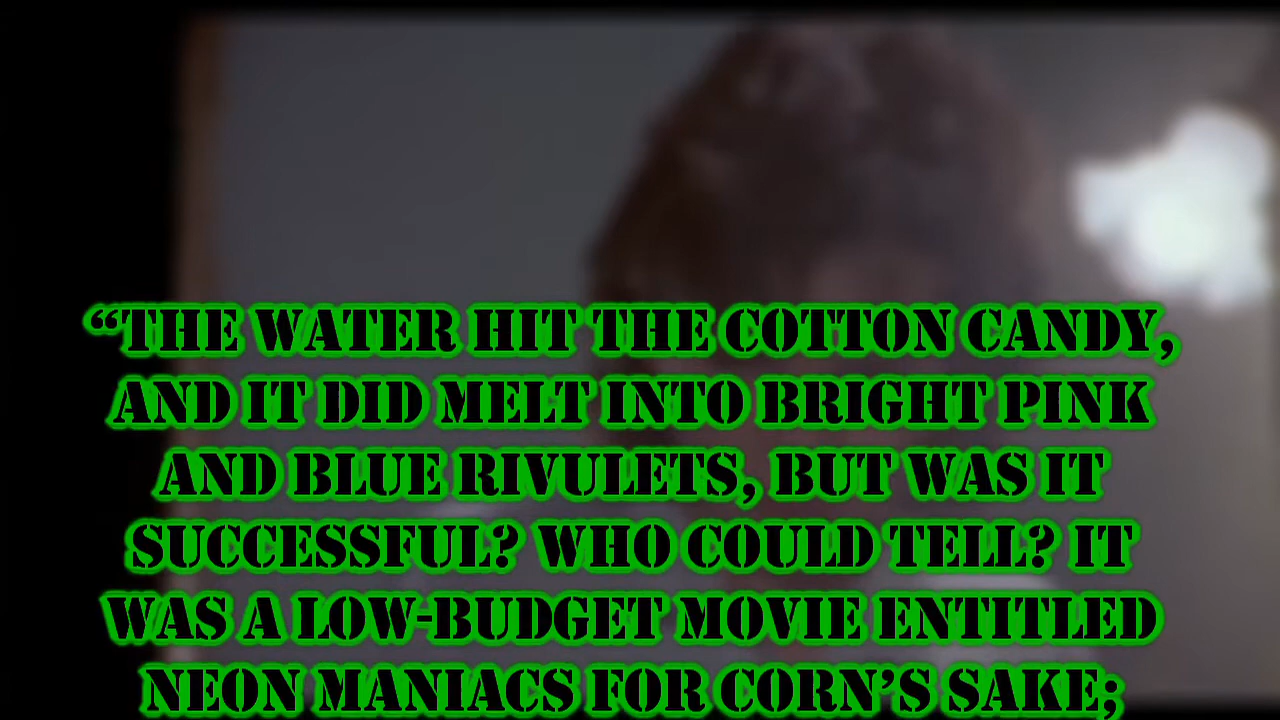 “THE WATER HIT THE COTTON CANDY,
AND IT DID MELT INTO BRIGHT PINK
AND BLUE RIVULETS, BUT WAS IT
SUCCESSFUL? WHO COULD TELL? IT
WAS A LOW-BUDGET MOVIE ENTITLED
NEON MANIACS FOR CORN’S SAKE;